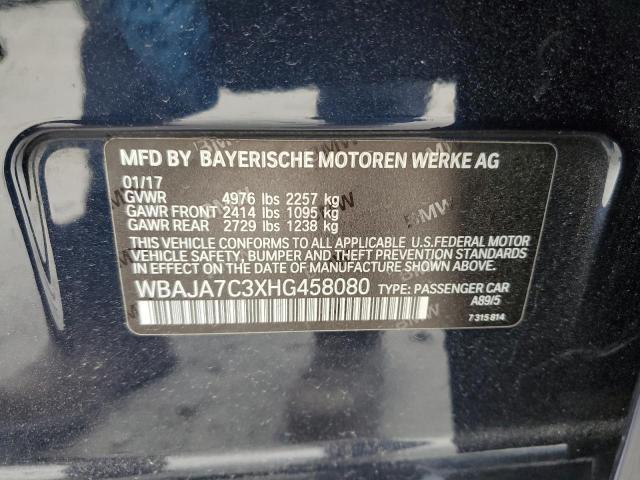 MFD BY BAYERISCHE MOTOREN WERKE AG
01/17
GVWR 4976 lbs 2257 kg
GAWR FRONT 2414 lbs 1095 kg
GAWR REAR 2729 lbs 1238 kg
THIS VEHICLE CONFORMS TO ALL APPLICABLE U.S. FEDERAL MOTOR
VEHICLE SAFETY, BUMPER, AND THEFT PREVENTION STANDARDS IN
EFFECT ON THE DATE OF MANUFACTURE SHOWN ABOVE.
WBAJA7C3XHG458080 TYPE: PASSENGER CAR
A89/5
7 315 814